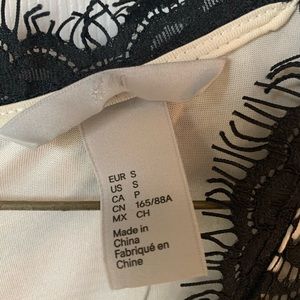 EUR S
US S
CA P
CN 165/88A
MX CH
Made in
China
Fabriqué en
Chine